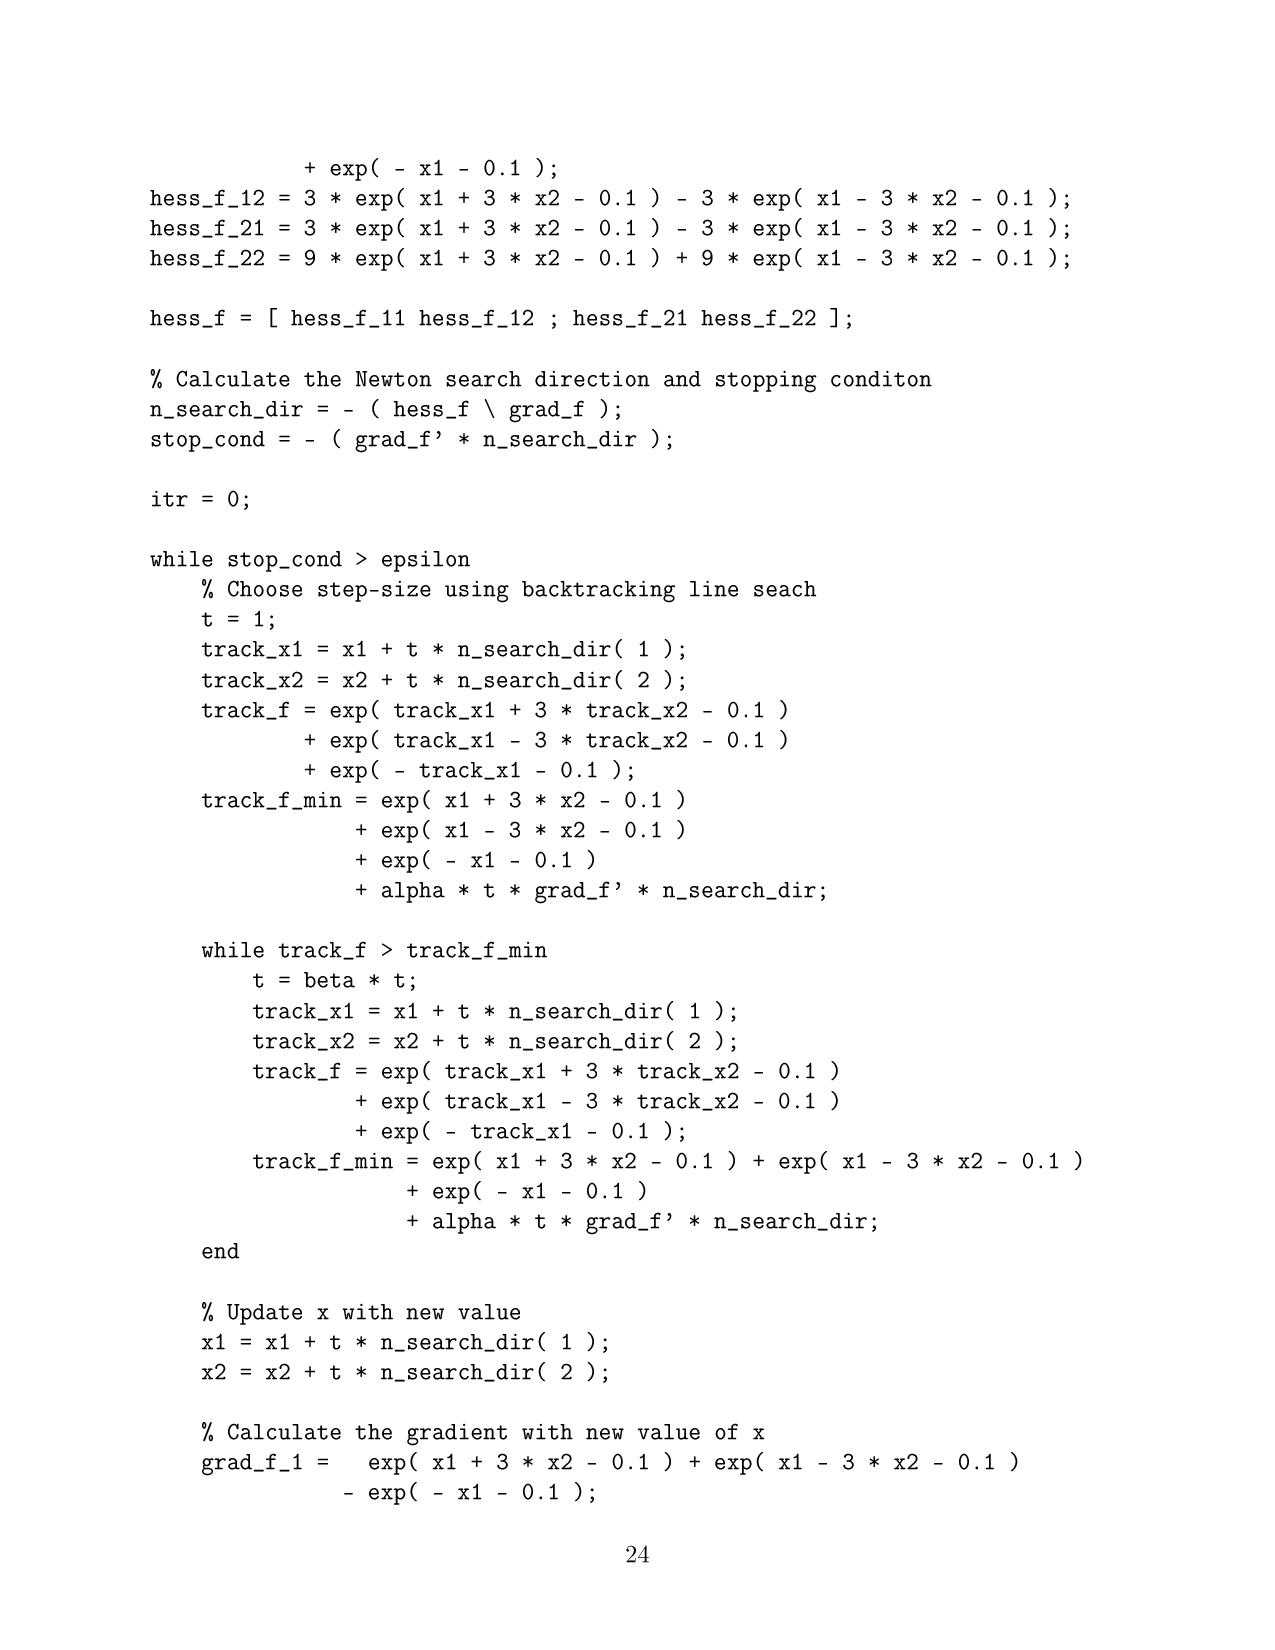 + exp( - x1 - 0.1 );
hess_f_12 = 3 * exp( x1 + 3 * x2 - 0.1 ) - 3 * exp( x1 - 3 * x2 - 0.1 );
hess_f_21 = 3 * exp( x1 + 3 * x2 - 0.1 ) - 3 * exp( x1 - 3 * x2 - 0.1 );
hess_f_22 = 9 * exp( x1 + 3 * x2 - 0.1 ) + 9 * exp( x1 - 3 * x2 - 0.1 );
hess_f = [ hess_f_11 hess_f_12 ; hess_f_21 hess_f_22 ];
% Calculate the Newton search direction and stopping conditon
n_search_dir = - ( hess_f \ grad_f );
stop_cond = - ( grad_f’ * n_search_dir );
itr = 0;
while stop_cond > epsilon
% Choose step-size using backtracking line seach
t = 1;
track_x1 = x1 + t * n_search_dir( 1 );
track_x2 = x2 + t * n_search_dir( 2 );
track_f = exp( track_x1 + 3 * track_x2 - 0.1 )
+ exp( track_x1 - 3 * track_x2 - 0.1 )
+ exp( - track_x1 - 0.1 );
track_f_min = exp( x1 + 3 * x2 - 0.1 )
+ exp( x1 - 3 * x2 - 0.1 )
+ exp( - x1 - 0.1 )
+ alpha * t * grad_f’ * n_search_dir;
while track_f > track_f_min
t = beta * t;
track_x1 = x1 + t * n_search_dir( 1 );
track_x2 = x2 + t * n_search_dir( 2 );
track_f = exp( track_x1 + 3 * track_x2 - 0.1 )
+ exp( track_x1 - 3 * track_x2 - 0.1 )
+ exp( - track_x1 - 0.1 );
track_f_min = exp( x1 + 3 * x2 - 0.1 ) + exp( x1 - 3 * x2 - 0.1 )
+ exp( - x1 - 0.1 )
+ alpha * t * grad_f’ * n_search_dir;
end
% Update x with new value
x1 = x1 + t * n_search_dir( 1 );
x2 = x2 + t * n_search_dir( 2 );
% Calculate the gradient with new value of x
grad_f_1 =   exp( x1 + 3 * x2 - 0.1 ) + exp( x1 - 3 * x2 - 0.1 )
- exp( - x1 - 0.1 );
24